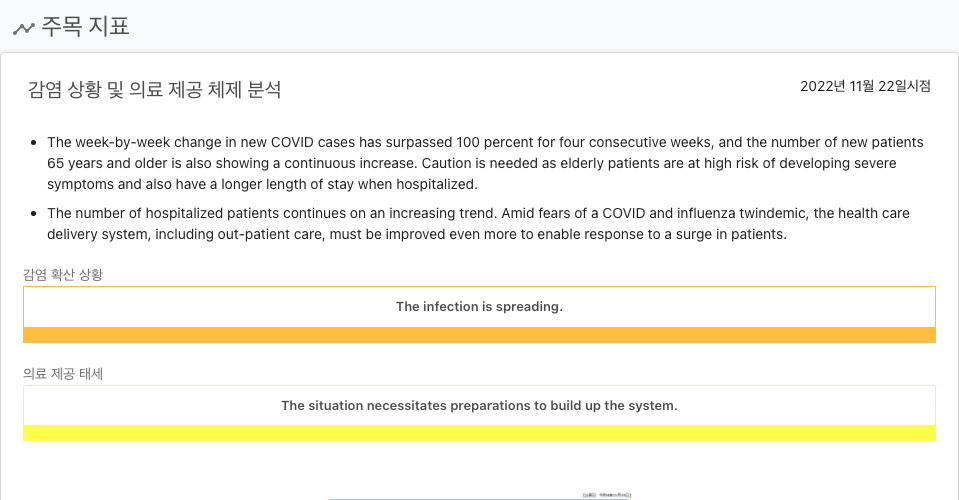 주목 지표
감염 상황 및 의료 제공 체제 분석
2022년 11월 22일시점
The week-by-week change in new COVID cases has surpassed 100 percent for four consecutive weeks, and the number of new patients
65 years and older is also showing a continuous increase. Caution is needed as elderly patients are at high risk of developing severe
symptoms and also have a longer length of stay when hospitalized.
The number of hospitalized patients continues on an increasing trend. Amid fears of a COVID and influenza twindemic, the health care
delivery system, including out-patient care, must be improved even more to enable response to a surge in patients.
감염 확산 상황
The infection is spreading.
의료 제공 태세
The situation necessitates preparations to build up the system.